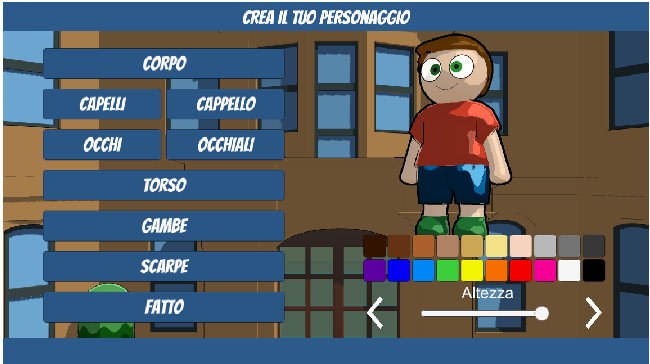 CREA IL TUO PERSONAGGIO
CORPO
CAPELLI
CAPPELLO
OCCHI
OCCHIALI
TORSO
GAMBE
SCARPE
FATTO
Altezza